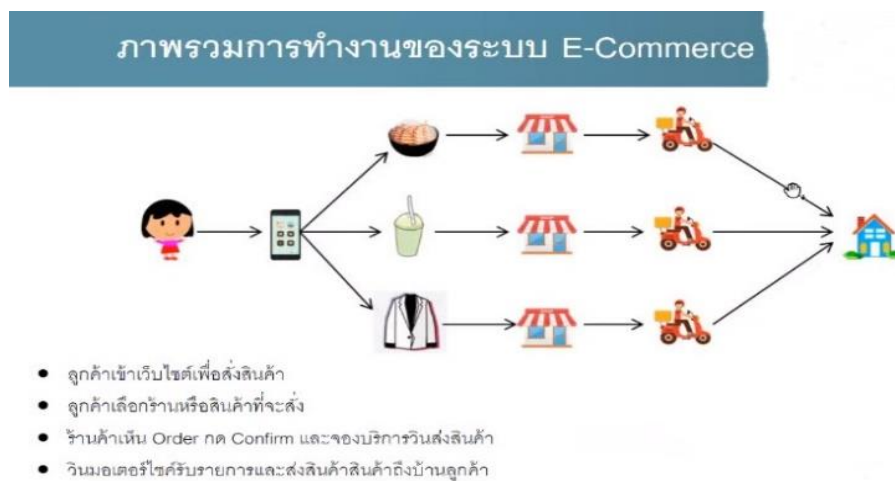 ภาพรวมการทำงานของระบบ E-Commerce
ลูกค้าเข้าเว็บไซต์เพื่อสั่งสินค้า
ลูกค้าเลือกร้านหรือสินค้าที่จะสั่ง
ร้านค้าเห็น Order กด Confirm และจองบริการวินส่งสินค้า
วินมอเตอร์ไซค์รับรายการและส่งสินค้าสินค้าถึงบ้านลูกค้า